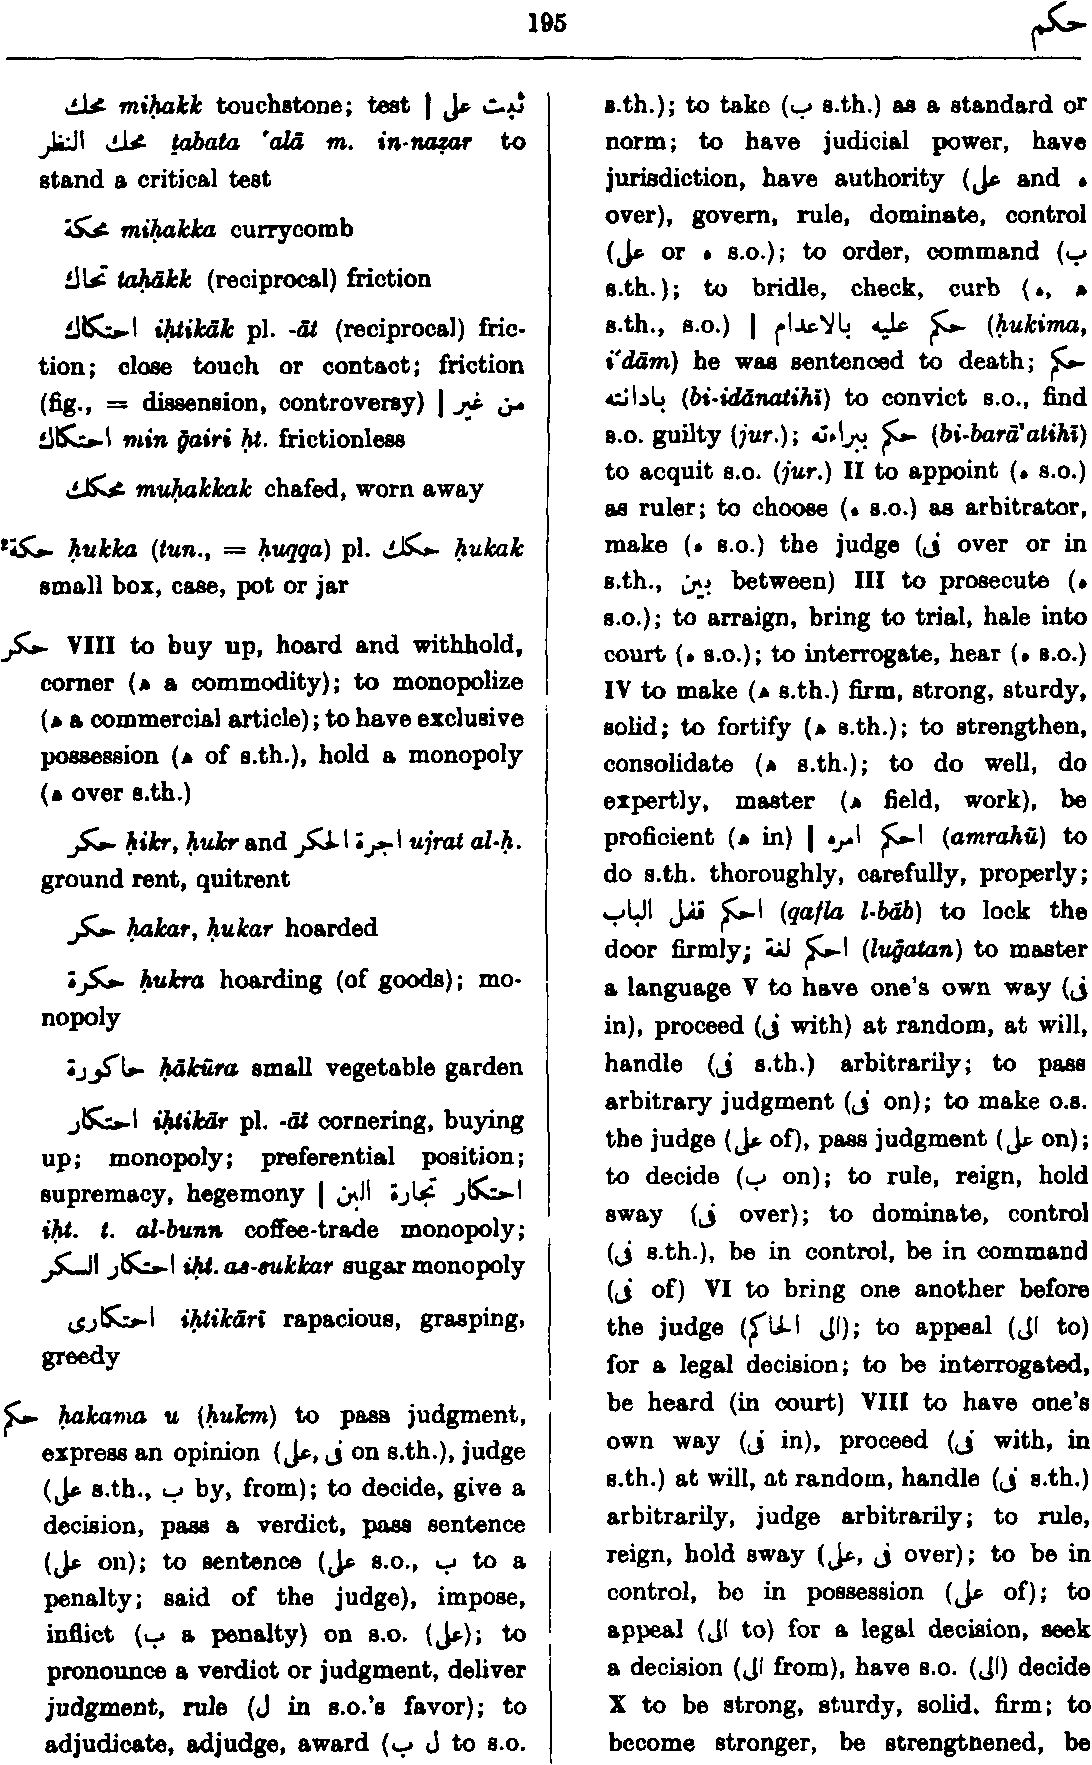 195
حكم
محك miḥakk touchstone; test | ثبت على
محك النظر ṯabata ʿalā m. in-naẓar to
stand a critical test
محكة miḥakka currycomb
تحاك taḥākk (reciprocal) friction
احتكاك iḥtikāk pl. -āt (reciprocal) fric-
tion; close touch or contact; friction
(fig., = dissension, controversy) | من غير
احتكاك min ḡairi ḥt. frictionless
محكك muḥakkak chafed, worn away
حكة² ḥukka (tun., = ḥuqqa) pl. حكك ḥukak
small box, case, pot or jar
حكر VIII to buy up, hoard and withhold,
corner (ه a commodity); to monopolize
(ه a commercial article); to have exclusive
possession (ه of s.th.), hold a monopoly
(ه over s.th.)
حكر ḥikr, ḥukr and اجرة الحكر ujrat al-ḥ.
ground rent, quitrent
حكر ḥakar, ḥukar hoarded
حكرة ḥukra hoarding (of goods); mo-
nopoly
حاكورة ḥākūra small vegetable garden
احتكار iḥtikār pl. -āt cornering, buying
up; monopoly; preferential position;
supremacy, hegemony | احتكار تجارة البن
iḥt. t. al-bunn coffee-trade monopoly;
احتكار السكر iḥt. as-sukkar sugar monopoly
احتكارى iḥtikārī rapacious, grasping,
greedy
حكم ḥakama u (ḥukm) to pass judgment,
express an opinion (على, فى on s.th.), judge
(على s.th., ب by, from); to decide, give a
decision, pass a verdict, pass sentence
(على on); to sentence (على s.o., ب to a
penalty; said of the judge), impose,
inflict (ب a penalty) on s.o. (على); to
pronounce a verdict or judgment, deliver
judgment, rule (ل in s.o.'s favor); to
adjudicate, adjudge, award (ب ل to s.o.
s.th.); to take (ب s.th.) as a standard or
norm; to have judicial power, have
jurisdiction, have authority (على and ه
over), govern, rule, dominate, control
(على or ه s.o.); to order, command (ب
s.th.); to bridle, check, curb (ه, ه
s.th., s.o.) | حكم عليه بالاعدام (ḥukima,
iʿdām) he was sentenced to death; حكم
بادانته (bi-idānatihī) to convict s.o., find
s.o. guilty (jur.); حكم ببراءته (bi-barāʾatihī)
to acquit s.o. (jur.) II to appoint (ه s.o.)
as ruler; to choose (ه s.o.) as arbitrator,
make (ه s.o.) the judge (فى over or in
s.th., بين between) III to prosecute (ه
s.o.); to arraign, bring to trial, hale into
court (ه s.o.); to interrogate, hear (ه s.o.)
IV to make (ه s.th.) firm, strong, sturdy,
solid; to fortify (ه s.th.); to strengthen,
consolidate (ه s.th.); to do well, do
expertly, master (ه field, work), be
proficient (ه in) | احكم امره (amrahū) to
do s.th. thoroughly, carefully, properly;
احكم قفل الباب (qafla l-bāb) to lock the
door firmly; احكم لغة (luḡatan) to master
a language V to have one's own way (فى
in), proceed (فى with) at random, at will,
handle (فى s.th.) arbitrarily; to pass
arbitrary judgment (فى on); to make o.s.
the judge (على of), pass judgment (على on);
to decide (ب on); to rule, reign, hold
sway (فى over); to dominate, control
(فى s.th.), be in control, be in command
(فى of) VI to bring one another before
the judge (الى الحاكم); to appeal (الى to)
for a legal decision; to be interrogated,
be heard (in court) VIII to have one's
own way (فى in), proceed (فى with, in
s.th.) at will, at random, handle (فى s.th.)
arbitrarily, judge arbitrarily; to rule,
reign, hold sway (على, فى over); to be in
control, be in possession (على of); to
appeal (الى to) for a legal decision, seek
a decision (الى from), have s.o. (الى) decide
X to be strong, sturdy, solid, firm; to
become stronger, be strengthened, be